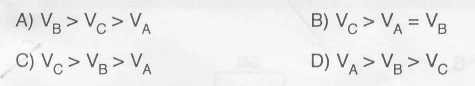 A) V_B > V_C > V_A B) V_C > V_A = V_B
C) V_C > V_B > V_A D) V_A > V_B > V_C